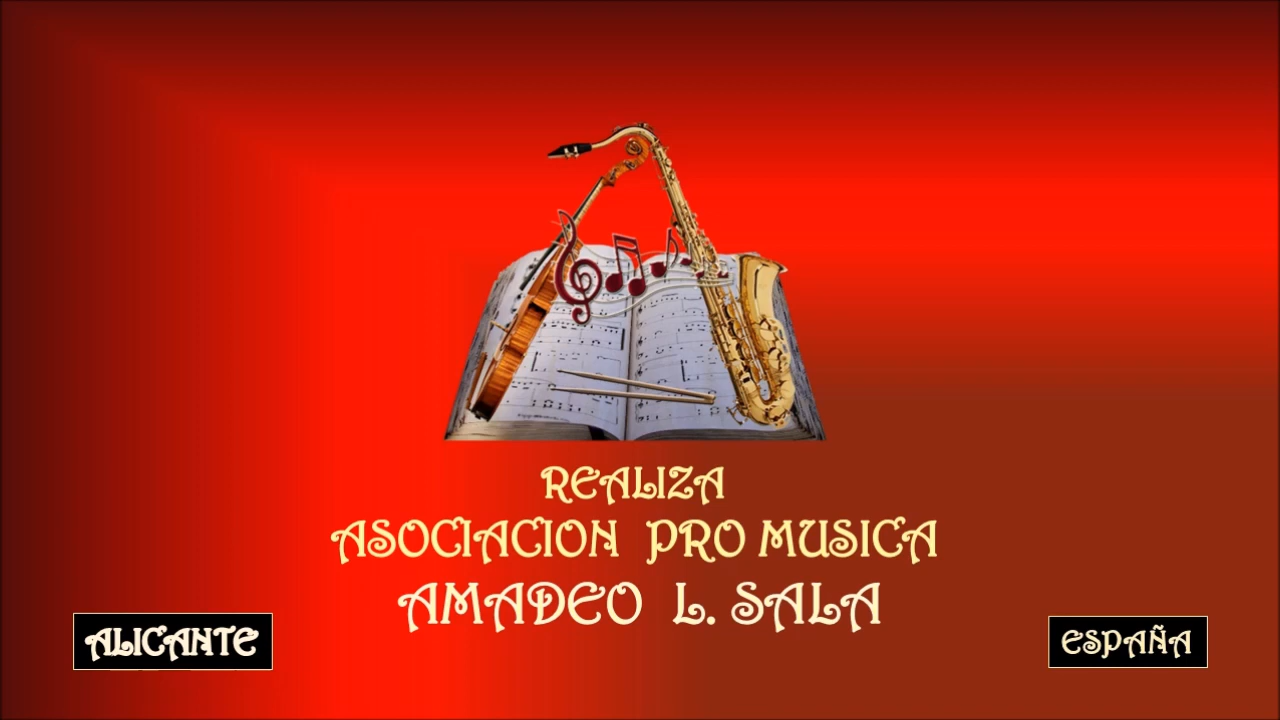 REALIZA
ASOCIACION PRO MUSICA
AMADEO L. SALA
ALICANTE
ESPAÑA